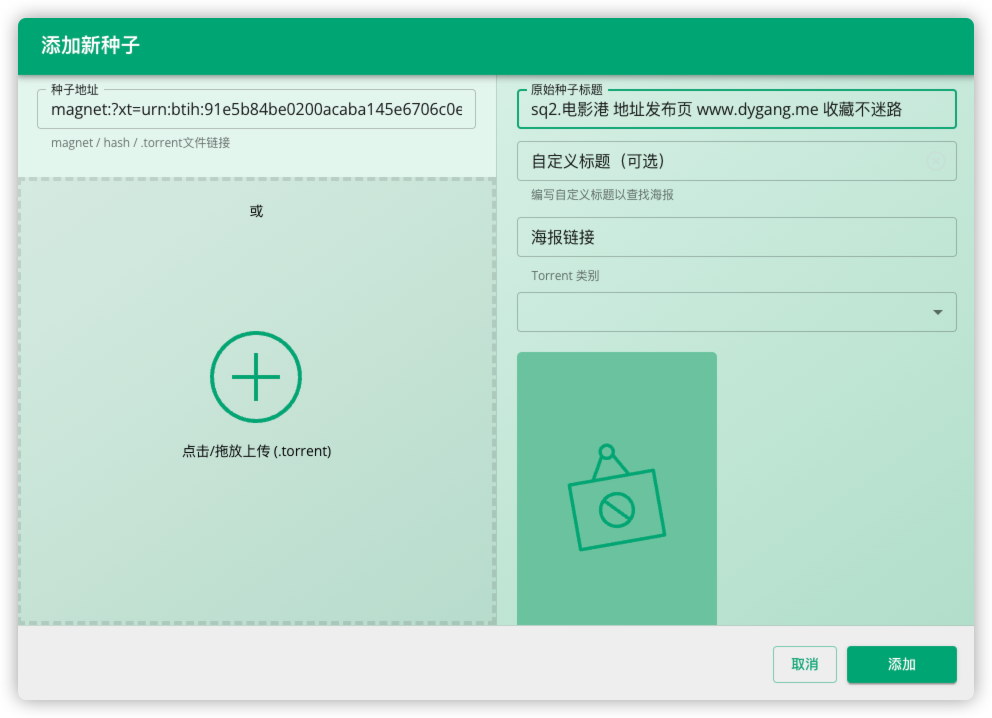 添加新种子
种子地址
magnet:?xt=urn:btih:91e5b84be0200acaba145e6706c0e
magnet / hash / .torrent文件链接
或
点击/拖放上传 (.torrent)
原始种子标题
sq2.电影港 地址发布页 www.dygang.me 收藏不迷路
自定义标题（可选）
编写自定义标题以查找海报
海报链接
Torrent 类别
取消
添加